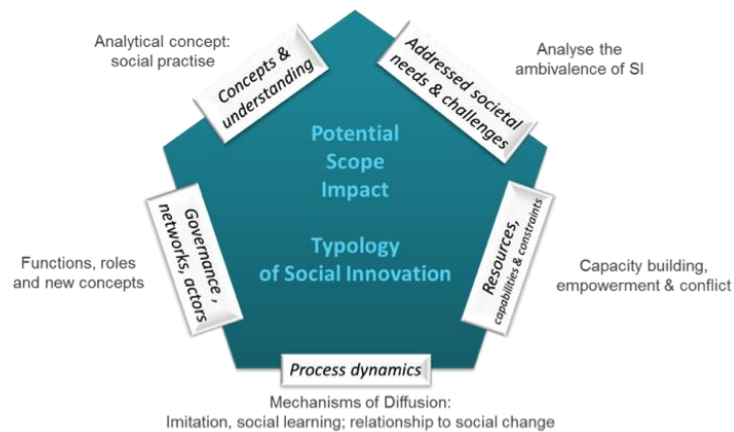 Analytical concept:
social practise
Concepts &
understanding
Addressed societal
needs & challenges
Analyse the
ambivalence of SI
Potential
Scope
Impact
Typology
of Social Innovation
Governance ,
networks, actors
Functions, roles
and new concepts
Resources,
capabilities & constraints
Capacity building,
empowerment & conflict
Process dynamics
Mechanisms of Diffusion:
Imitation, social learning; relationship to social change